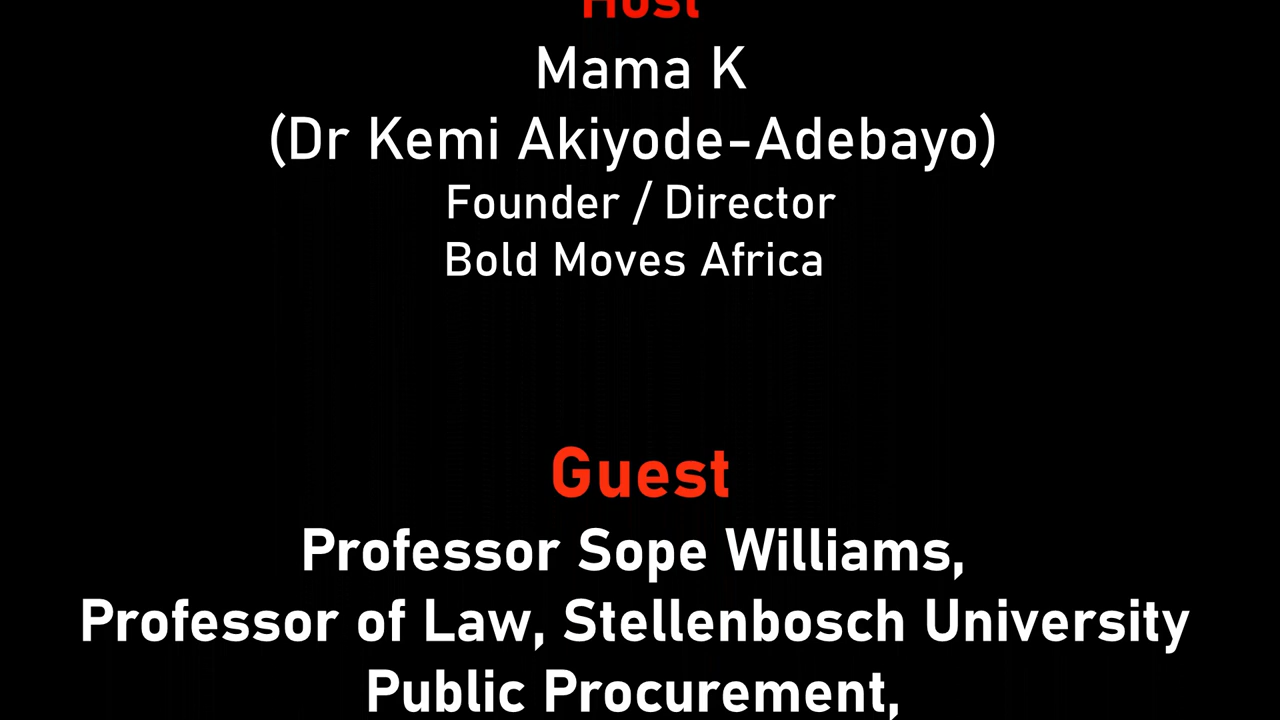 Host
Mama K
(Dr Kemi Akiyode-Adebayo)
Founder / Director
Bold Moves Africa
Guest
Professor Sope Williams,
Professor of Law, Stellenbosch University
Public Procurement,